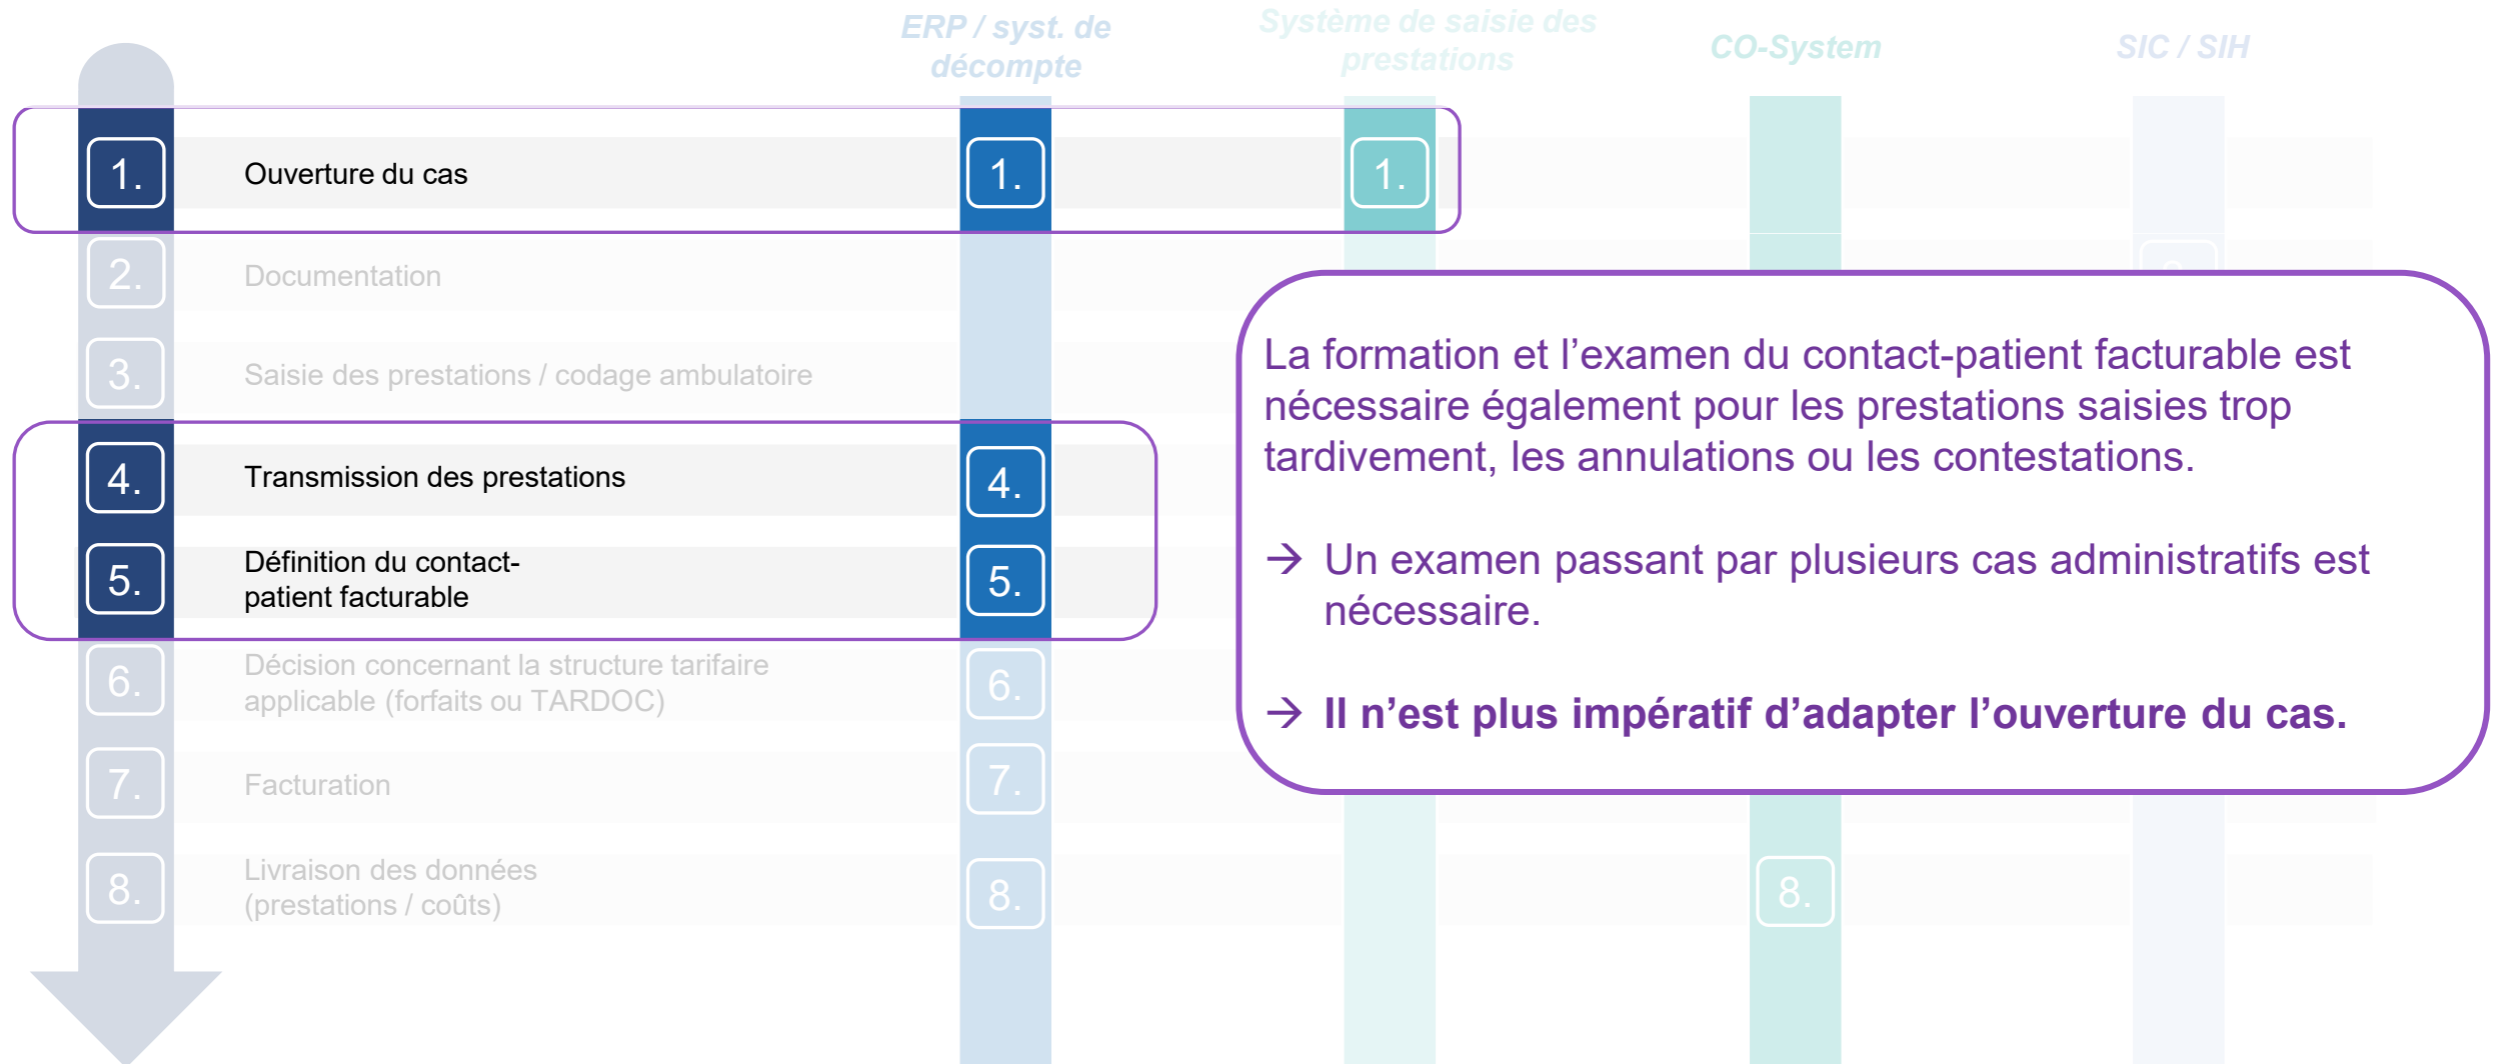 ERP / syst. de
décompte
Système de saisie des
prestations
CO-System
SIC / SIH
1.
Ouverture du cas
1.
1.
2.
Documentation
3.
Saisie des prestations / codage ambulatoire
4.
Transmission des prestations
4.
5.
Définition du contact-
patient facturable
5.
6.
Décision concernant la structure tarifaire
applicable (forfaits ou TARDOC)
6.
7.
Facturation
7.
8.
Livraison des données
(prestations / coûts)
8.
8.
La formation et l’examen du contact-patient facturable est
nécessaire également pour les prestations saisies trop
tardivement, les annulations ou les contestations.
→ Un examen passant par plusieurs cas administratifs est
nécessaire.
→ Il n’est plus impératif d’adapter l’ouverture du cas.